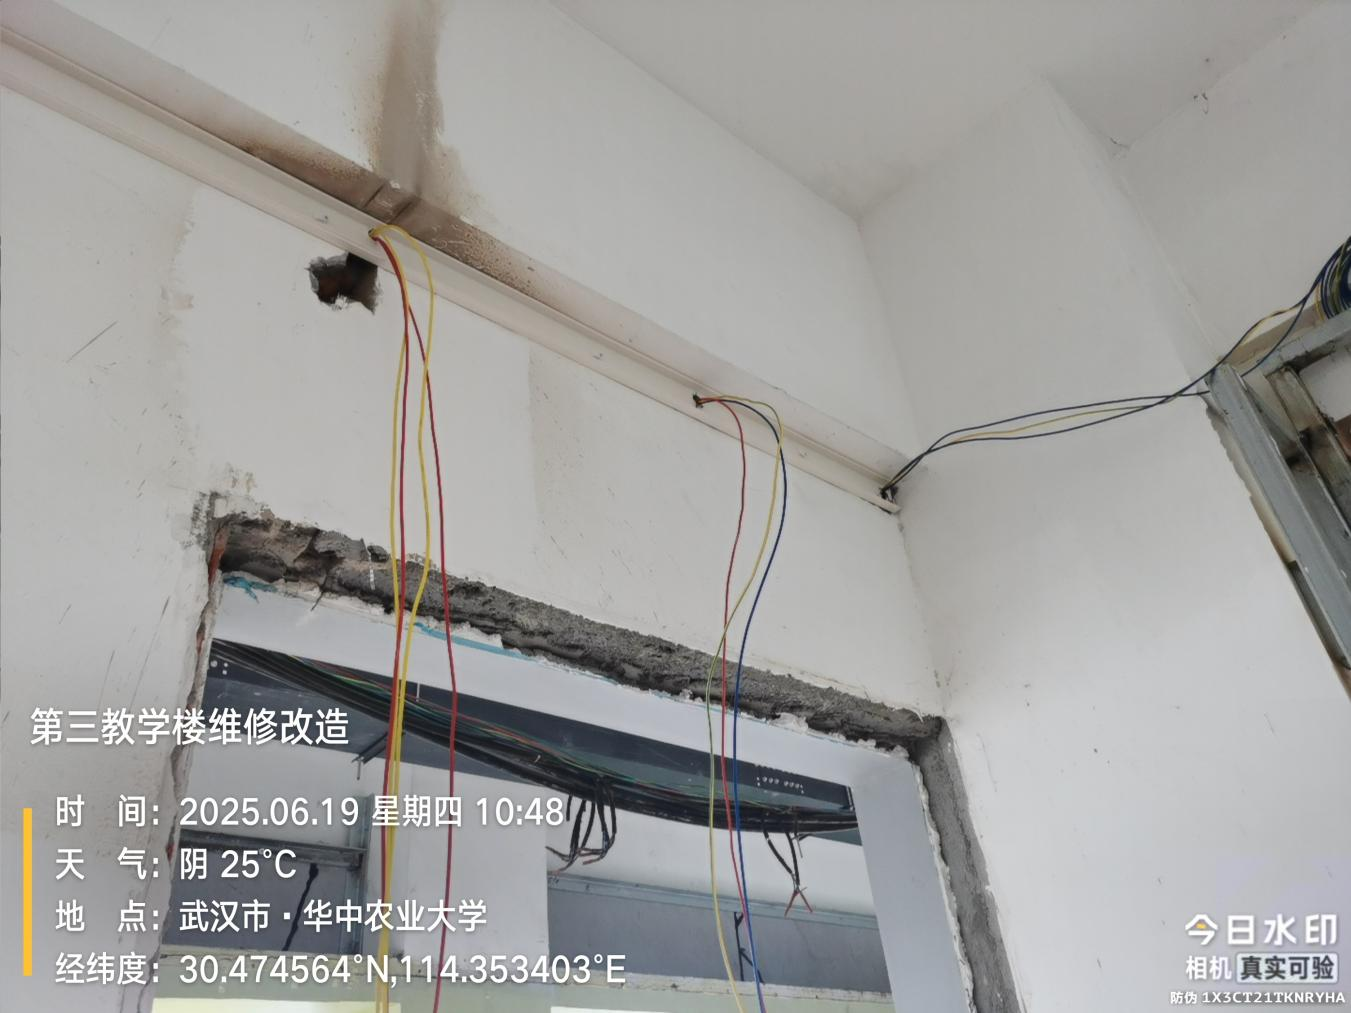 第三教学楼维修改造
时 间：2025.06.19 星期四 10:48
天 气：阴 25°C
地 点：武汉市·华中农业大学
经纬度：30.474564°N,114.353403°E
今日水印
相机 真实可验
防伪 1X3CT21TKNRYHA